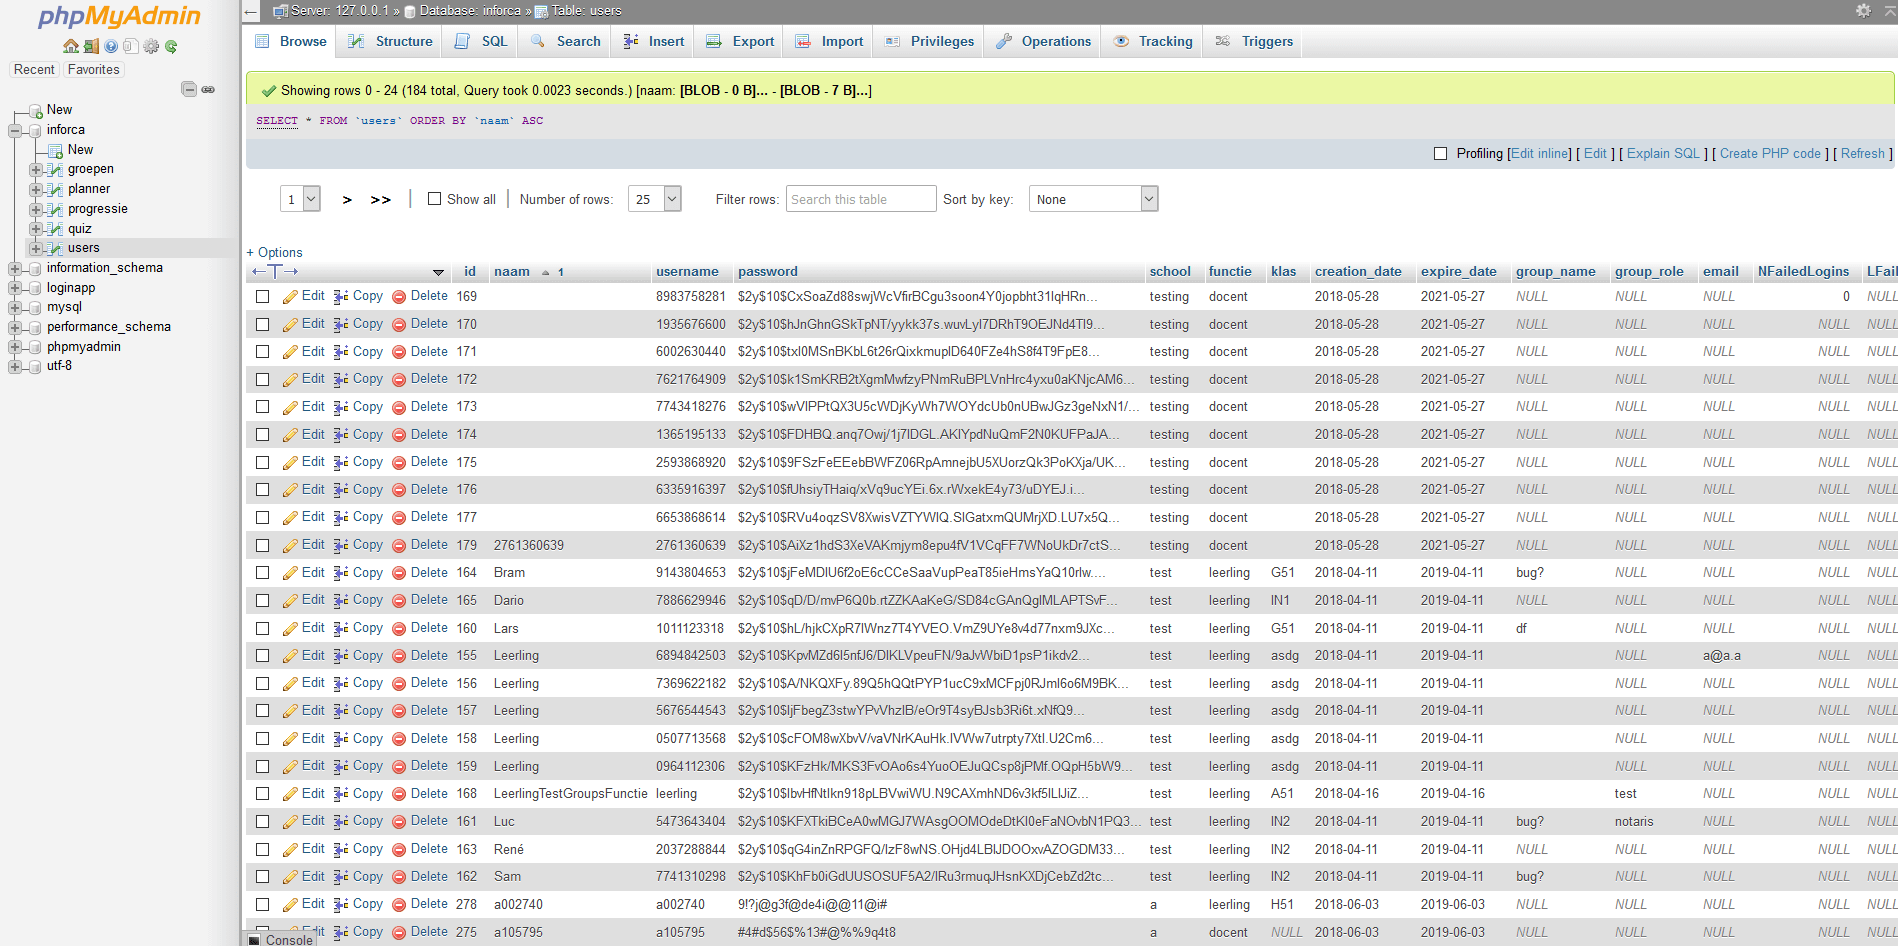 phpMyAdmin
Recent Favorites
New
inforca
New
groepen
planner
progressie
quiz
users
information_schema
loginapp
mysql
performance_schema
phpmyadmin
utf-8
Server: 127.0.0.1 » Database: inforca » Table: users
Browse Structure SQL Search Insert Export Import Privileges Operations Tracking Triggers
Showing rows 0 - 24 (184 total, Query took 0.0023 seconds.) [naam: [BLOB - 0 B]... - [BLOB - 7 B]...]
SELECT * FROM `users` ORDER BY `naam` ASC
Profiling [Edit inline] [ Edit ] [ Explain SQL ] [ Create PHP code ] [ Refresh ]
1 > >> Show all Number of rows: 25 Filter rows: Search this table Sort by key: None
+ Options
id naam 1 username password school functie klas creation_date expire_date group_name group_role email NFailedLogins LFail
Edit Copy Delete 169 8983758281 $2y$10$CxSoaZd88swjWcVfirBCgu3soon4Y0jopbht31IqHRn... testing docent 2018-05-28 2021-05-27 NULL NULL NULL 0 NULL
Edit Copy Delete 170 1935676600 $2y$10$hJnGhnGSkTpNT/yykk37s.wuvLyl7DRhT9OEJNd4Tl9... testing docent 2018-05-28 2021-05-27 NULL NULL NULL NULL NULL
Edit Copy Delete 171 6002630440 $2y$10$txl0MSnBKbL6t26rQixkmuplD640FZe4hS8f4T9FpE8... testing docent 2018-05-28 2021-05-27 NULL NULL NULL NULL NULL
Edit Copy Delete 172 7621764909 $2y$10$k1SmKRB2tXgmMwfzyPNmRuBPLVnHrc4yxu0aKNjcAM6... testing docent 2018-05-28 2021-05-27 NULL NULL NULL NULL NULL
Edit Copy Delete 173 7743418276 $2y$10$wVIPPtQX3U5cWDjKyWh7WOYdcUb0nUBwJGz3geNxN1/... testing docent 2018-05-28 2021-05-27 NULL NULL NULL NULL NULL
Edit Copy Delete 174 1365195133 $2y$10$FDHBQ.anq7Owj/1j7lDGL.AKIYpdNuQmF2N0KUFPaJA... testing docent 2018-05-28 2021-05-27 NULL NULL NULL NULL NULL
Edit Copy Delete 175 2593868920 $2y$10$9FSzFeEEebBWFZ06RpAmnejbU5XUorzQk3PoKXja/UK... testing docent 2018-05-28 2021-05-27 NULL NULL NULL NULL NULL
Edit Copy Delete 176 6335916397 $2y$10$fUhsiyTHaiq/xVq9ucYEi.6x.rWxekE4y73/uDYEJ.i... testing docent 2018-05-28 2021-05-27 NULL NULL NULL NULL NULL
Edit Copy Delete 177 6653868614 $2y$10$RVu4oqzSV8XwisVZTYWlQ.SlGatxmQUMrjXD.LU7x5Q... testing docent 2018-05-28 2021-05-27 NULL NULL NULL NULL NULL
Edit Copy Delete 179 2761360639 2761360639 $2y$10$AiXz1hdS3XeVAKmjym8epu4fV1VCqFF7WNoUkDr7ctS... testing docent 2018-05-28 2021-05-27 NULL NULL NULL NULL NULL
Edit Copy Delete 164 Bram 9143804653 $2y$10$jFeMDlU6f2oE6cCCeSaaVupPeaT85ieHmsYaQ10rlw.... test leerling G51 2018-04-11 2019-04-11 bug? NULL NULL NULL NULL
Edit Copy Delete 165 Dario 7886629946 $2y$10$qD/D/mvP6Q0b.rtZZKAaKeG/SD84cGAnQglMLAPTSvF... test leerling IN1 2018-04-11 2019-04-11 NULL NULL NULL NULL NULL
Edit Copy Delete 160 Lars 1011123318 $2y$10$hL/hjkCXpR7lWnz7T4YVEO.VmZ9UYe8v4d77nxm9JXc... test leerling G51 2018-04-11 2019-04-11 df NULL NULL NULL NULL
Edit Copy Delete 155 Leerling 6894842503 $2y$10$KpvMZd6l5nfJ6/DlKLVpeuFN/9aJvWbiD1psP1ikdv2... test leerling asdg 2018-04-11 2019-04-11 NULL a@a.a NULL NULL
Edit Copy Delete 156 Leerling 7369622182 $2y$10$A/NKQXFy.89Q5hQQtPYP1ucC9xMCFpj0RJml6o6M9BK... test leerling asdg 2018-04-11 2019-04-11 NULL NULL NULL NULL
Edit Copy Delete 157 Leerling 5676544543 $2y$10$ljFbegZ3stwYPvVhzlB/eOr9T4syBJsb3Ri6t.xNfQ9... test leerling asdg 2018-04-11 2019-04-11 NULL NULL NULL NULL
Edit Copy Delete 158 Leerling 0507713568 $2y$10$cFOM8wXbvV/vaVNrKAuHk.lVWw7utrpty7Xtl.U2Cm6... test leerling asdg 2018-04-11 2019-04-11 NULL NULL NULL NULL
Edit Copy Delete 159 Leerling 0964112306 $2y$10$KFzHk/MKS3FvOAo6s4YuoOEJuQCsp8jPMf.OQpH5bW9... test leerling asdg 2018-04-11 2019-04-11 NULL NULL NULL NULL
Edit Copy Delete 168 LeerlingTestGroupsFunctie leerling $2y$10$lbvHfNtlkn918pLBVwiWU.N9CAXmhND6v3kf5lLlJiZ... test leerling A51 2018-04-16 2019-04-16 test NULL NULL NULL
Edit Copy Delete 161 Luc 5473643404 $2y$10$KFXTkiBCeA0wMGJ7WAsgOOMOdeDtKl0eFaNOvbN1PQ3... test leerling IN2 2018-04-11 2019-04-11 bug? notaris NULL NULL NULL
Edit Copy Delete 163 René 2037288844 $2y$10$qG4inZnRPGFQ/lzF8wNS.OHjd4LBlJDOOxvAZOGDM33... test leerling IN2 2018-04-11 2019-04-11 NULL NULL NULL NULL NULL
Edit Copy Delete 162 Sam 7741310298 $2y$10$KhFb0iGdUUSOSUF5A2/lRu3rmuqJHsnKXDjCebZd2tc... test leerling IN2 2018-04-11 2019-04-11 bug? NULL NULL NULL NULL
Edit Copy Delete 278 a002740 a002740 9!?j@g3f@de4i@@11@i# a leerling H51 2018-06-03 2019-06-03 NULL NULL NULL NULL NULL
Edit Copy Delete 275 a105795 a105795 #4#d$56$%13#@%%9q4t8 a docent NULL 2018-06-03 2019-06-03 NULL NULL NULL NULL NULL
Console